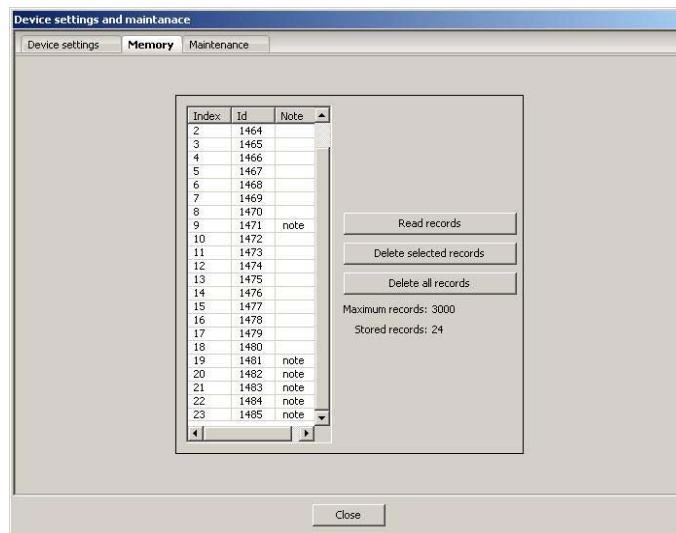 Device settings and maintanace
Device settings Memory Maintenance
Index Id Note
2 1464
3 1465
4 1466
5 1467
6 1468
7 1469
8 1470
9 1471 note
10 1472
11 1473
12 1474
13 1475
14 1476
15 1477
16 1478
17 1479
18 1480
19 1481 note
20 1482 note
21 1483 note
22 1484 note
23 1485 note
Read records
Delete selected records
Delete all records
Maximum records: 3000
Stored records: 24
Close